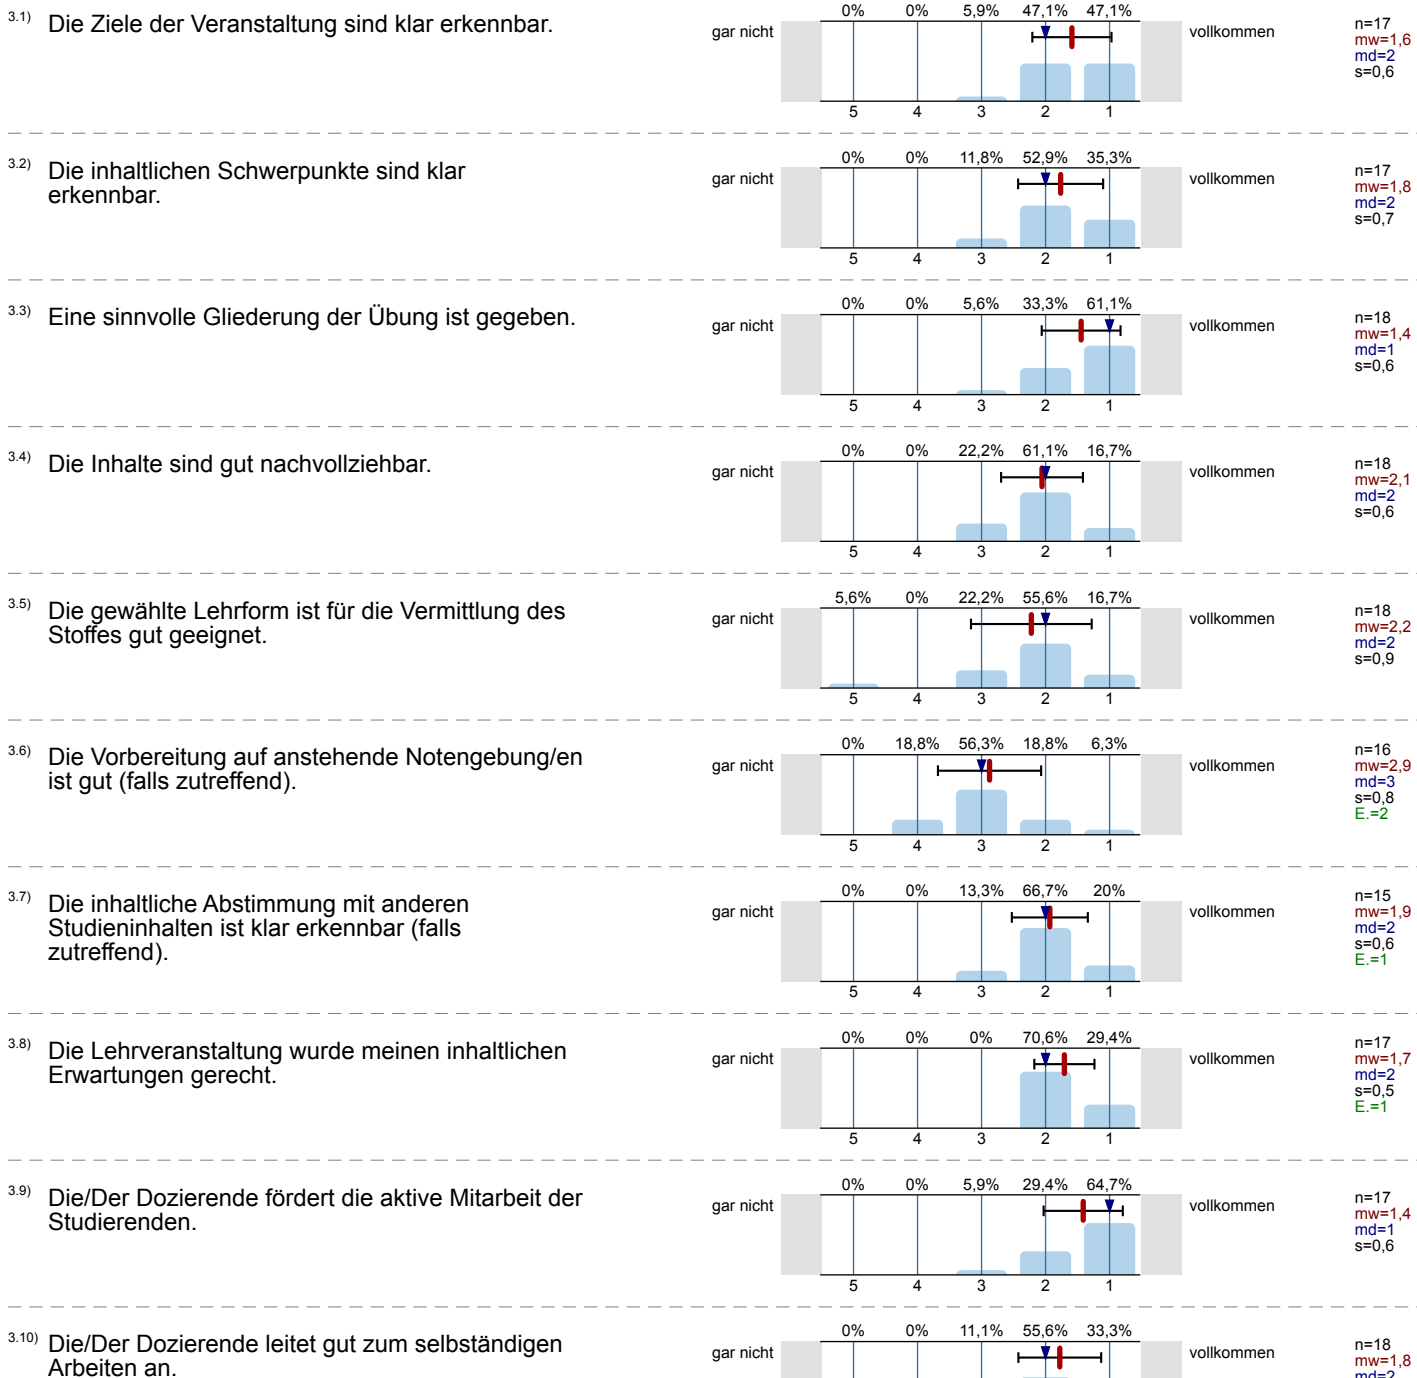 3.1) Die Ziele der Veranstaltung sind klar erkennbar.
0% 0% 5,9% 47,1% 47,1%
gar nicht
vollkommen
n=17
mw=1,6
md=2
s=0,6
5 4 3 2 1
3.2) Die inhaltlichen Schwerpunkte sind klar
erkennbar.
0% 0% 11,8% 52,9% 35,3%
gar nicht
vollkommen
n=17
mw=1,8
md=2
s=0,7
5 4 3 2 1
3.3) Eine sinnvolle Gliederung der Übung ist gegeben.
0% 0% 5,6% 33,3% 61,1%
gar nicht
vollkommen
n=18
mw=1,4
md=1
s=0,6
5 4 3 2 1
3.4) Die Inhalte sind gut nachvollziehbar.
0% 0% 22,2% 61,1% 16,7%
gar nicht
vollkommen
n=18
mw=2,1
md=2
s=0,6
5 4 3 2 1
3.5) Die gewählte Lehrform ist für die Vermittlung des
Stoffes gut geeignet.
5,6% 0% 22,2% 55,6% 16,7%
gar nicht
vollkommen
n=18
mw=2,2
md=2
s=0,9
5 4 3 2 1
3.6) Die Vorbereitung auf anstehende Notengebung/en
ist gut (falls zutreffend).
0% 18,8% 56,3% 18,8% 6,3%
gar nicht
vollkommen
n=16
mw=2,9
md=3
s=0,8
E.=2
5 4 3 2 1
3.7) Die inhaltliche Abstimmung mit anderen
Studieninhalten ist klar erkennbar (falls
zutreffend).
0% 0% 13,3% 66,7% 20%
gar nicht
vollkommen
n=15
mw=1,9
md=2
s=0,6
E.=1
5 4 3 2 1
3.8) Die Lehrveranstaltung wurde meinen inhaltlichen
Erwartungen gerecht.
0% 0% 0% 70,6% 29,4%
gar nicht
vollkommen
n=17
mw=1,7
md=2
s=0,5
E.=1
5 4 3 2 1
3.9) Die/Der Dozierende fördert die aktive Mitarbeit der
Studierenden.
0% 0% 5,9% 29,4% 64,7%
gar nicht
vollkommen
n=17
mw=1,4
md=1
s=0,6
5 4 3 2 1
3.10) Die/Der Dozierende leitet gut zum selbständigen
Arbeiten an.
0% 0% 11,1% 55,6% 33,3%
gar nicht
vollkommen
n=18
mw=1,8
md=2